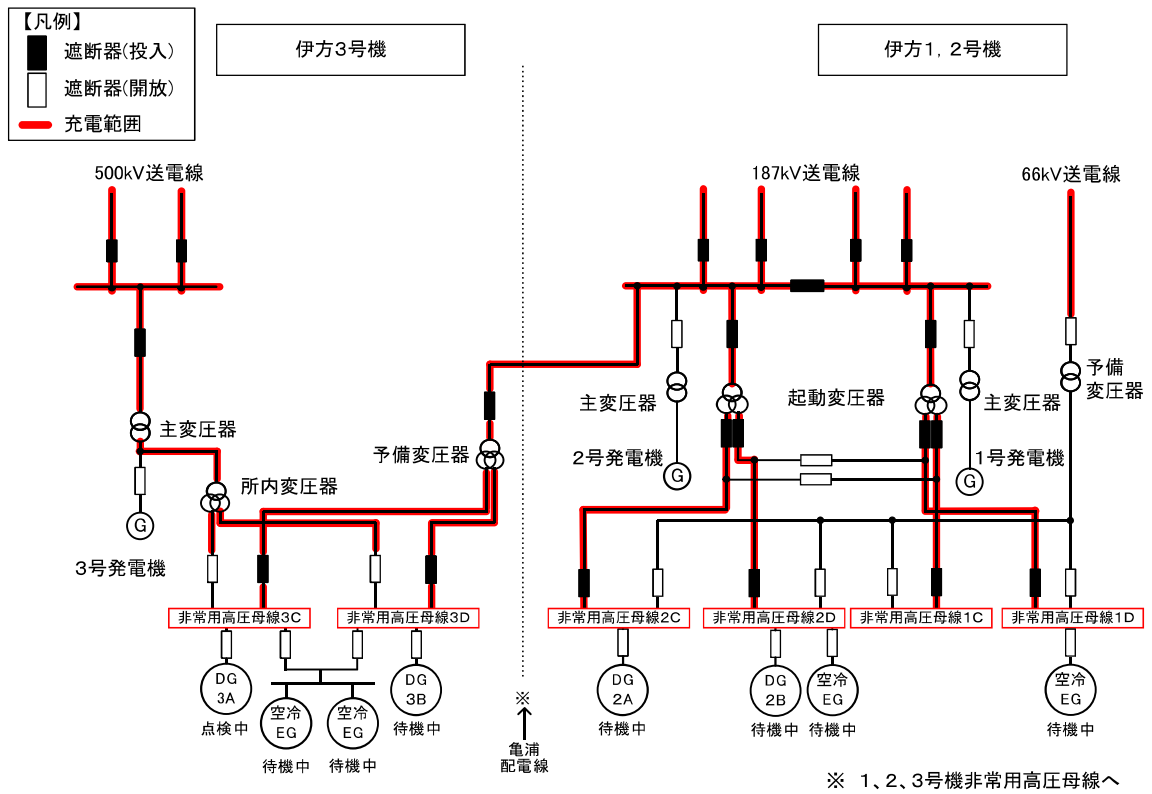 【凡例】
遮断器(投入)
遮断器(開放)
充電範囲
伊方3号機
伊方1, 2号機
500kV送電線
187kV送電線
66kV送電線
主変圧器
所内変圧器
G
3号発電機
予備変圧器
主変圧器
2号発電機
G
起動変圧器
主変圧器
1号発電機
G
予備
変圧器
非常用高圧母線3C
非常用高圧母線3D
非常用高圧母線2C
非常用高圧母線2D
非常用高圧母線1C
非常用高圧母線1D
DG
3A
点検中
空冷
EG
待機中
空冷
EG
待機中
DG
3B
待機中
※
亀浦
配電線
DG
2A
待機中
DG
2B
待機中
空冷
EG
待機中
空冷
EG
待機中
※ 1、2、3号機非常用高圧母線へ